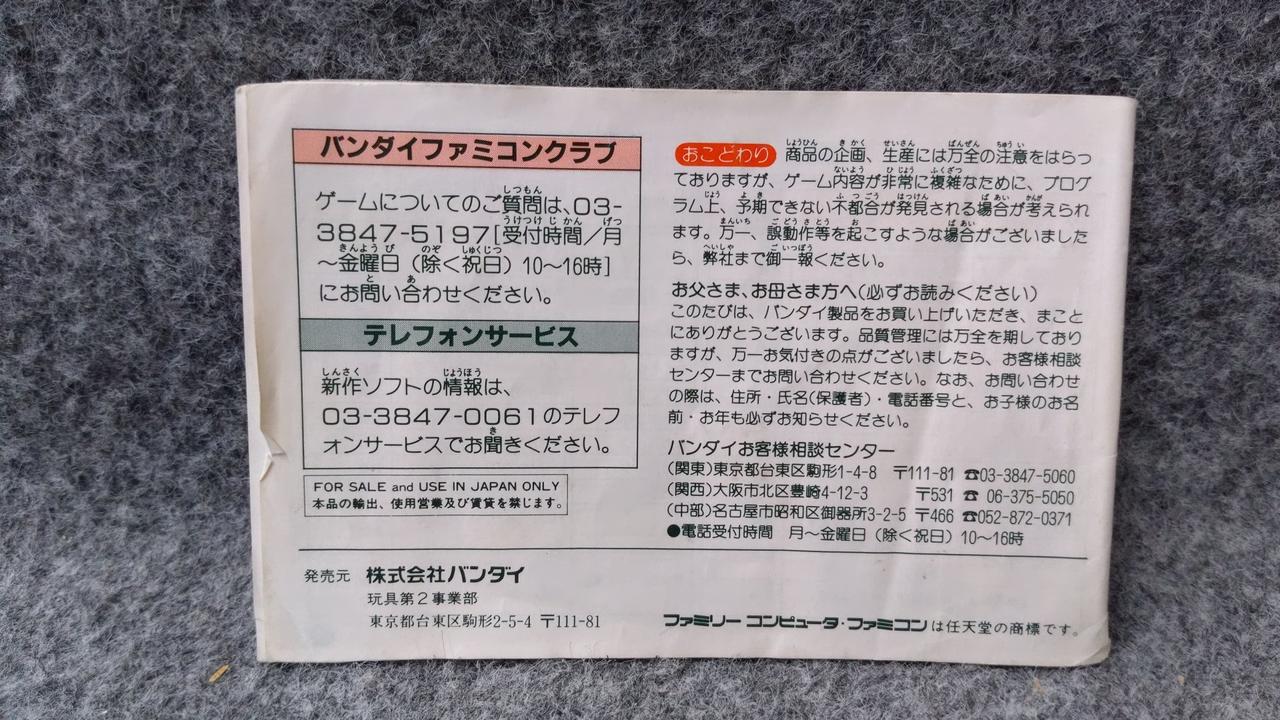 バンダイファミコンクラブ
ゲームについてのご質問は、03-
3847-5197[受付時間/月
～金曜日(除く祝日)10～16時]
にお問い合わせください。
テレフォンサービス
新作ソフトの情報は、
03-3847-0061のテレフ
ォンサービスでお聞きください。
FOR SALE and USE IN JAPAN ONLY
本品の輸出、使用営業及び賃貸を禁じます。
おことわり 商品の企画、生産には万全の注意をはらっ
ておりますが、ゲーム内容が非常に複雑なために、プログ
ラム上、予期できない不都合が発見される場合が考えられ
ます。万一、誤動作等を起こすような場合がございました
ら、弊社まで御一報ください。
お父さま、お母さま方へ(必ずお読みください)
このたびは、バンダイ製品をお買い上げいただき、まこと
にありがとうございます。品質管理には万全を期しており
ますが、万一お気付きの点がございましたら、お客様相談
センターまでお問い合わせください。なお、お問い合わせ
の際は、住所・氏名(保護者)・電話番号と、お子様のお名
前・お年も必ずお知らせください。
バンダイお客様相談センター
(関東)東京都台東区駒形1-4-8 〒111-81 ☎03-3847-5060
(関西)大阪市北区豊崎4-12-3 〒531 ☎ 06-375-5050
(中部)名古屋市昭和区御器所3-2-5 〒466 ☎052-872-0371
●電話受付時間 月～金曜日(除く祝日)10～16時
発売元 株式会社バンダイ
玩具第2事業部
東京都台東区駒形2-5-4 〒111-81
ファミリーコンピュータ・ファミコンは任天堂の商標です。